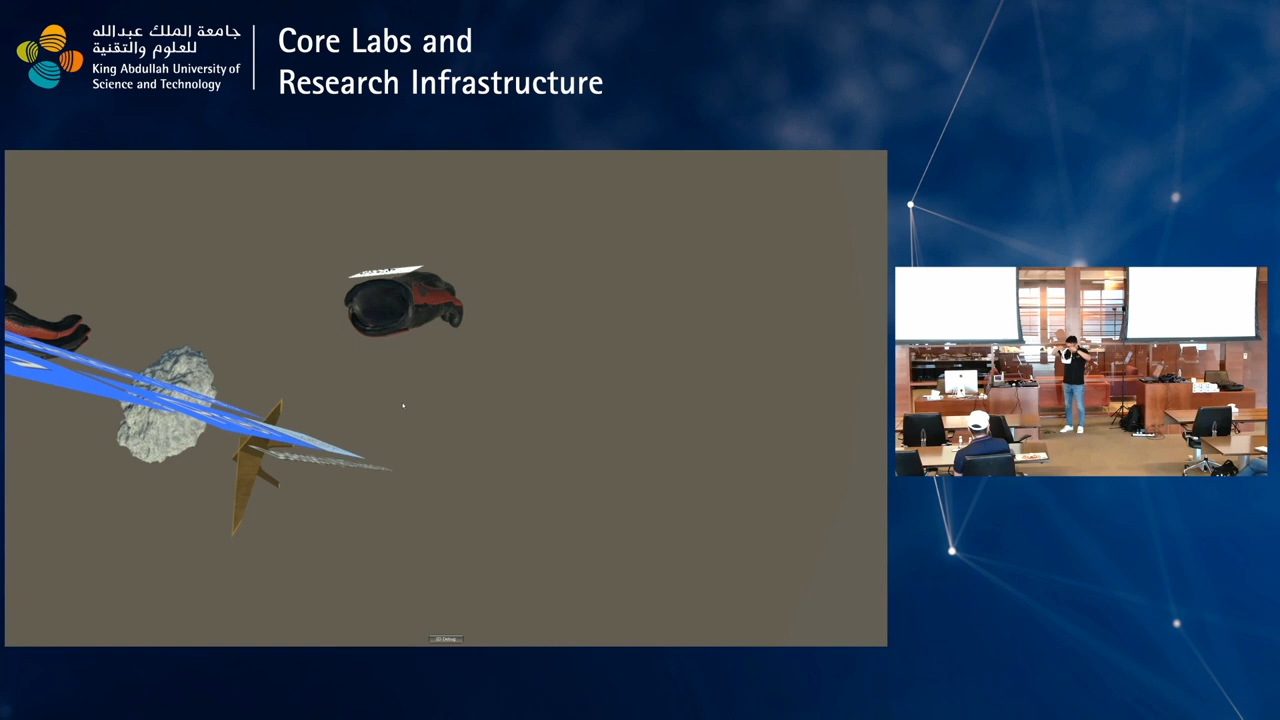 جامعة الملك عبدالله
للعلوم والتقنية
King Abdullah University of
Science and Technology
Core Labs and
Research Infrastructure